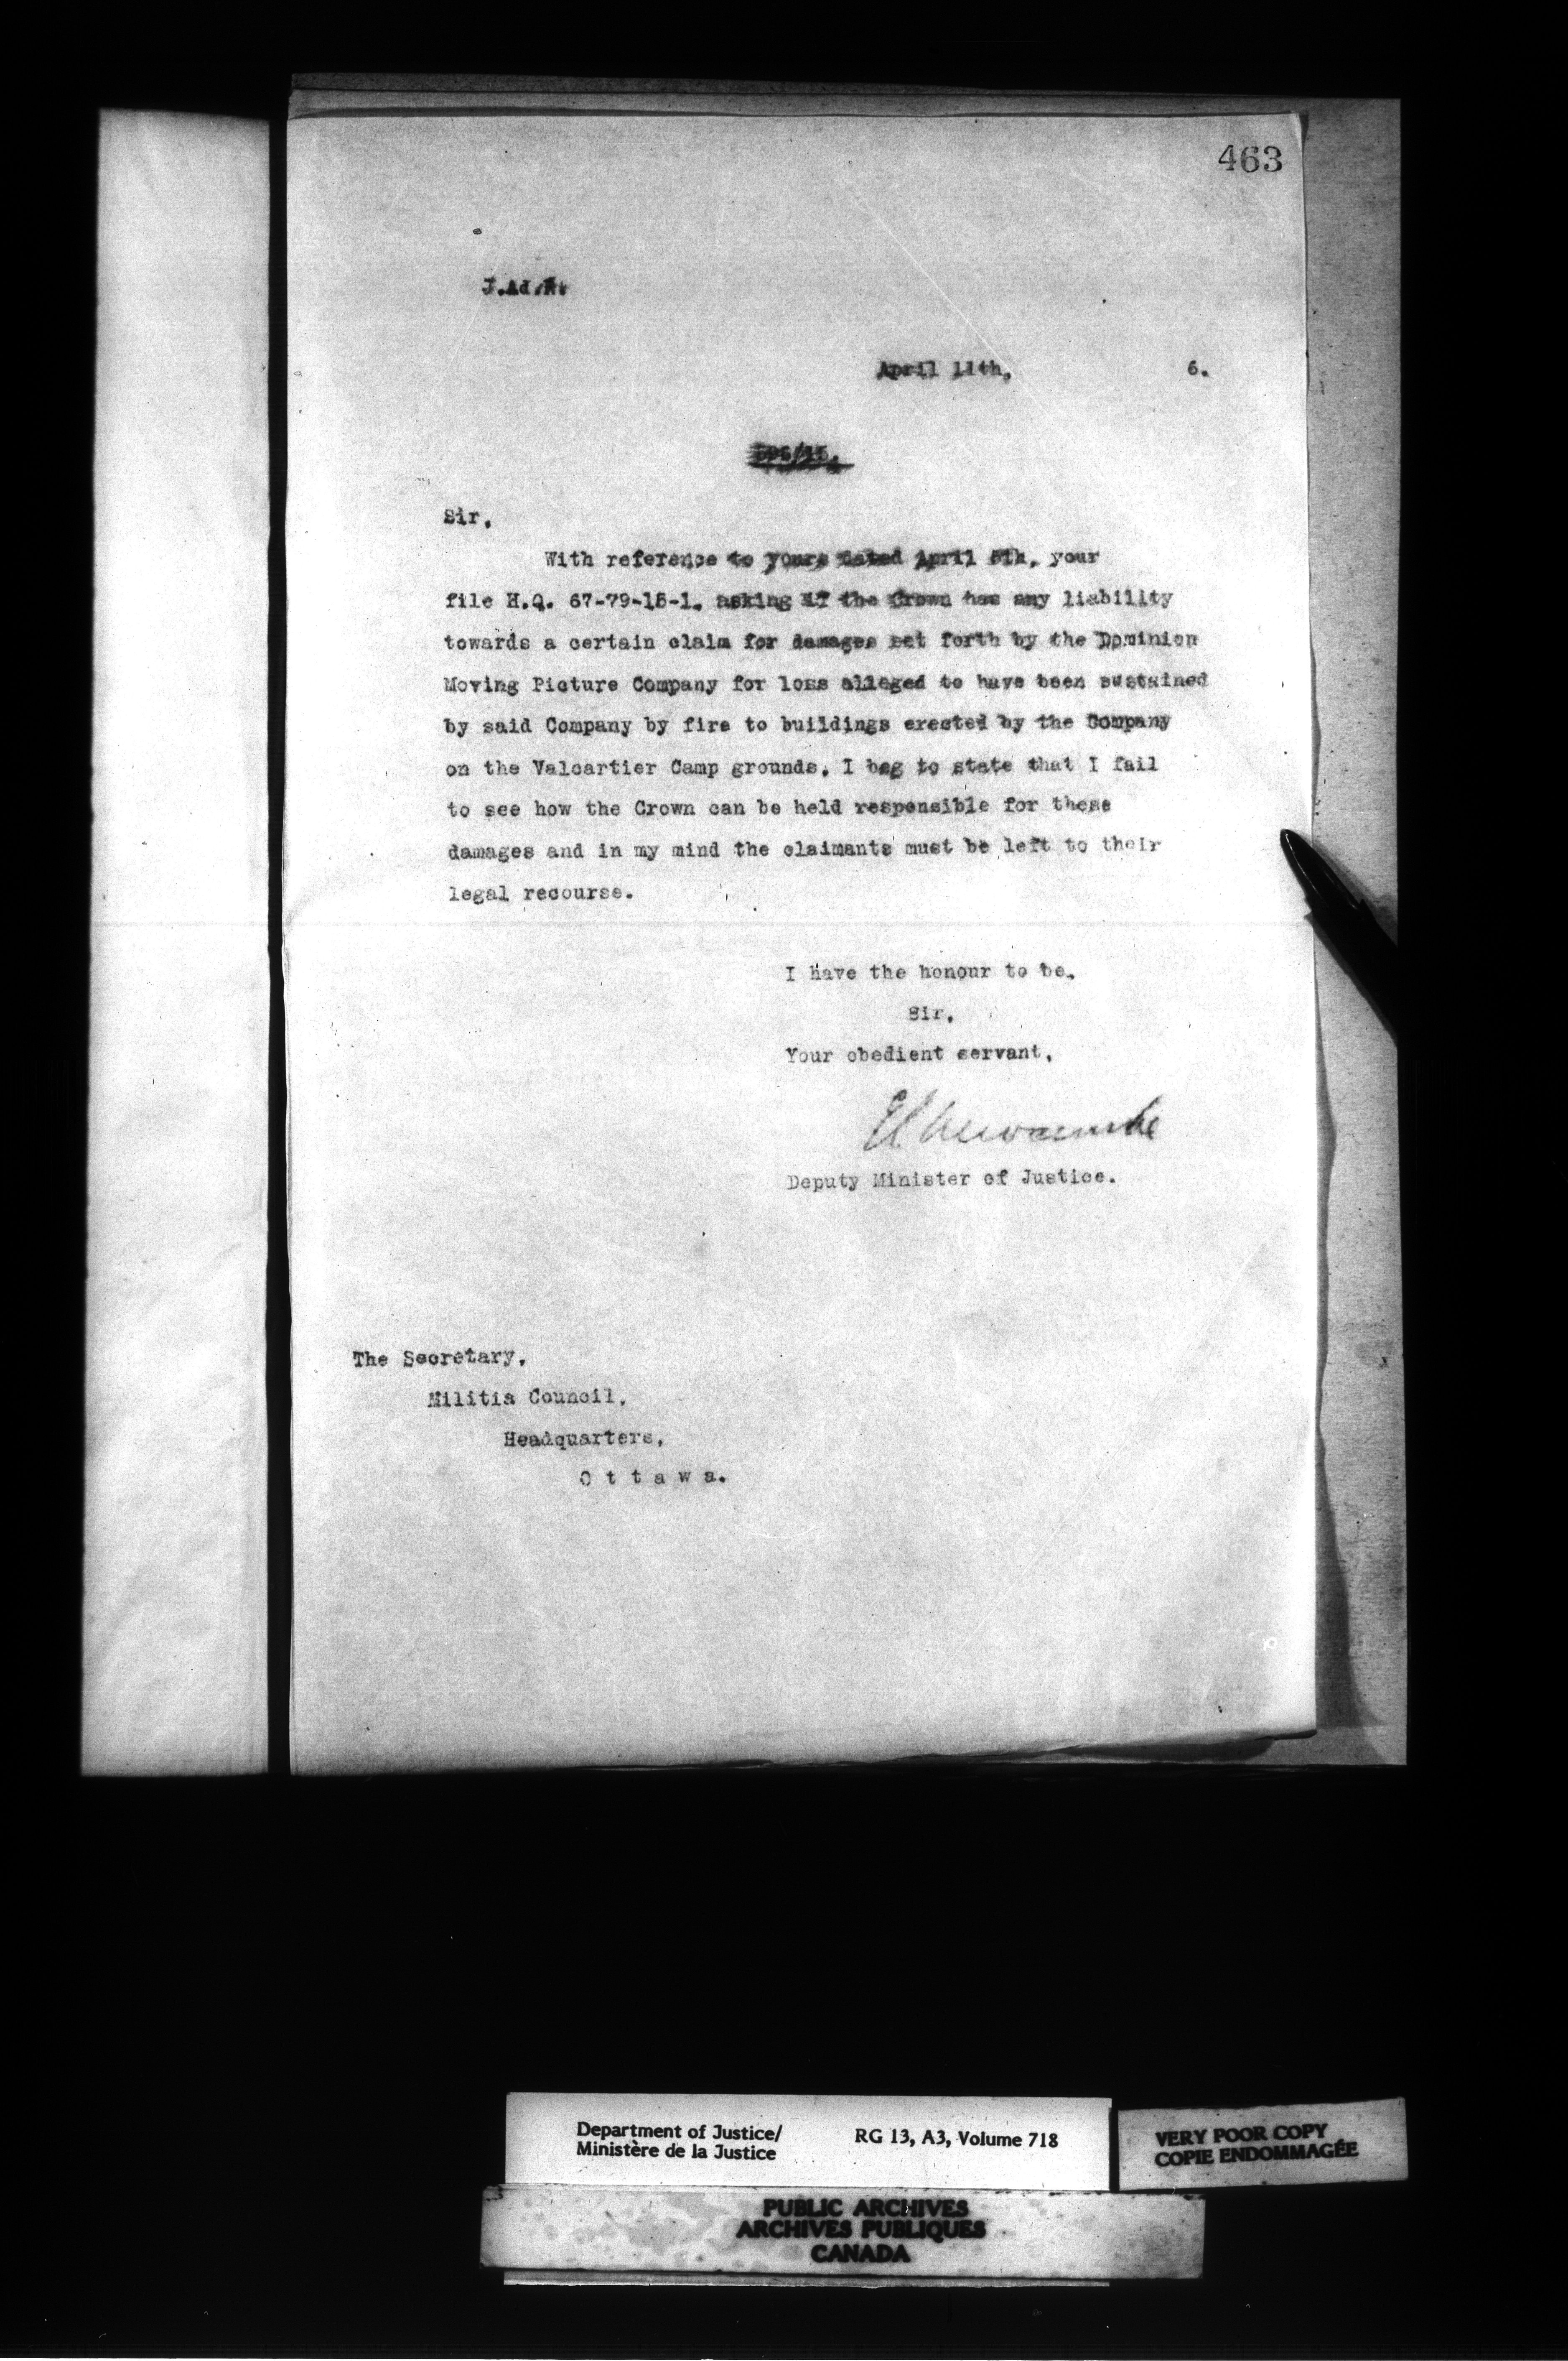 463
April 11th, 6.
Sir,
With reference to yours dated April 5th, your
file H.Q. 67-79-15-1, asking if the Crown has any liability
towards a certain claim for damages set forth by the Dominion
Moving Picture Company for loss alleged to have been sustained
by said Company by fire to buildings erected by the Company
on the Valcartier Camp grounds, I beg to state that I fail
to see how the Crown can be held responsible for these
damages and in my mind the claimants must be left to their
legal recourse.
I have the honour to be,
Sir,
Your obedient servant,
E L Newcombe
Deputy Minister of Justice.
The Secretary,
Militia Council,
Headquarters,
O t t a w a.
Department of Justice/ RG 13, A3, Volume 718
Ministère de la Justice
VERY POOR COPY
COPIE ENDOMMAGÉE
PUBLIC ARCHIVES
ARCHIVES PUBLIQUES
CANADA